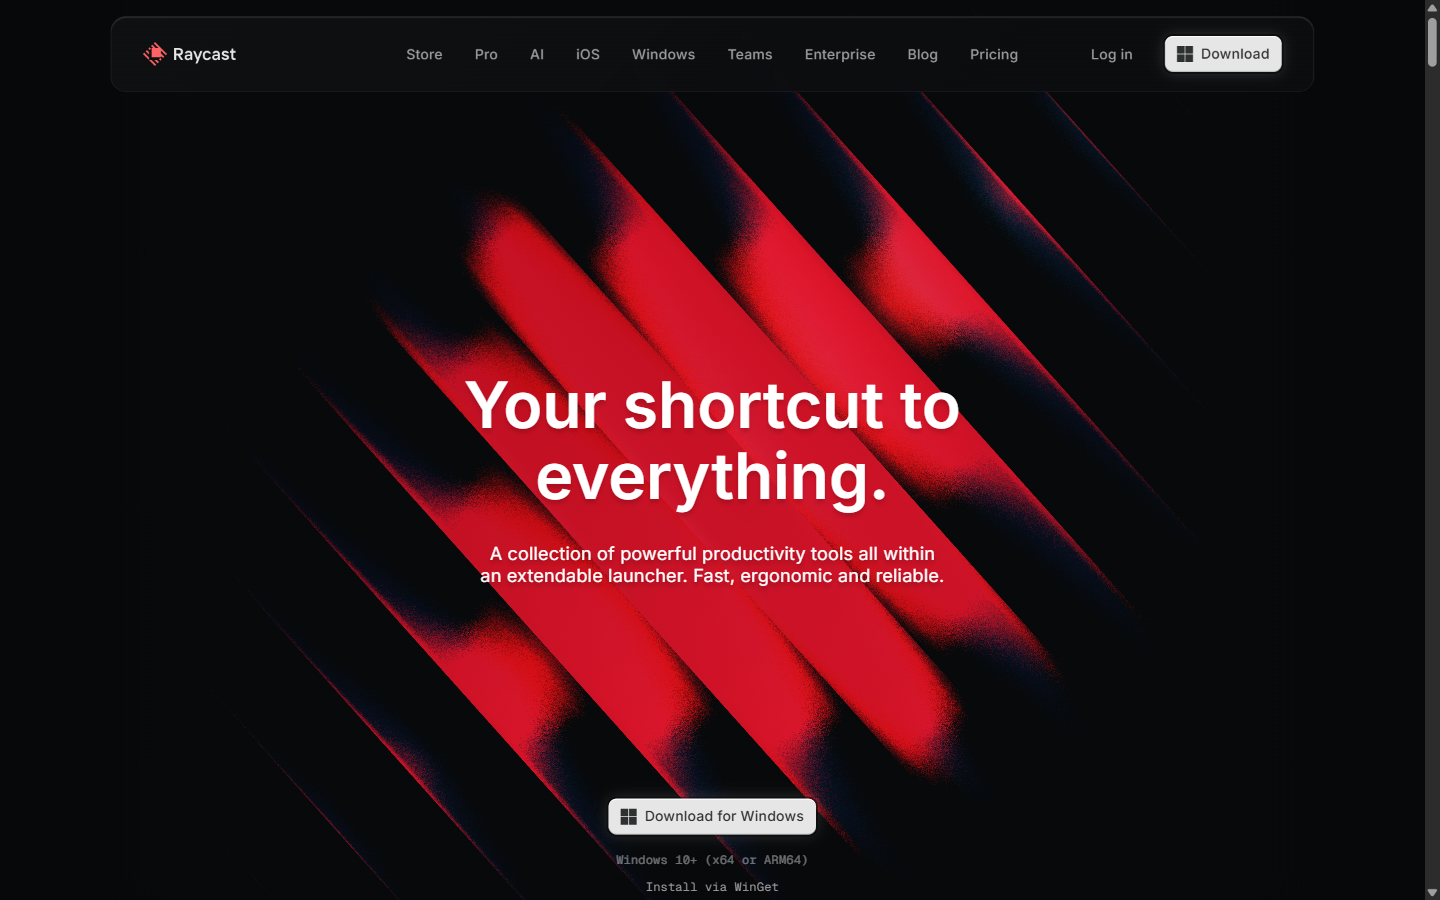 Raycast
Store
Pro
AI
iOS
Windows
Teams
Enterprise
Blog
Pricing
Log in
Download
Your shortcut to
everything.
A collection of powerful productivity tools all within
an extendable launcher. Fast, ergonomic and reliable.
Download for Windows
Windows 10+ (x64 or ARM64)
Install via WinGet